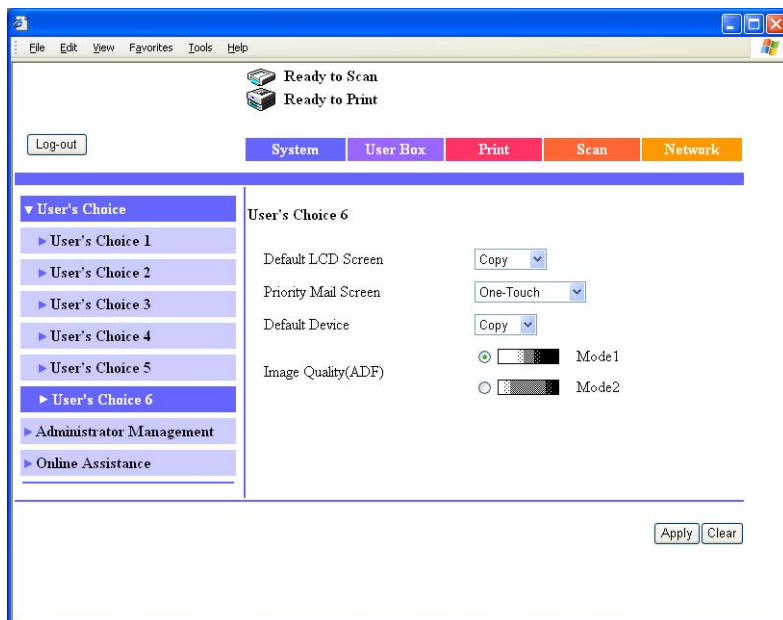 File Edit View Favorites Tools Help
Ready to Scan
Ready to Print
Log-out
System User Box Print Scan Network
User's Choice
User's Choice 1
User's Choice 2
User's Choice 3
User's Choice 4
User's Choice 5
User's Choice 6
Administrator Management
Online Assistance
User's Choice 6
Default LCD Screen Copy
Priority Mail Screen One-Touch
Default Device Copy
Image Quality(ADF)
Mode1
Mode2
Apply Clear